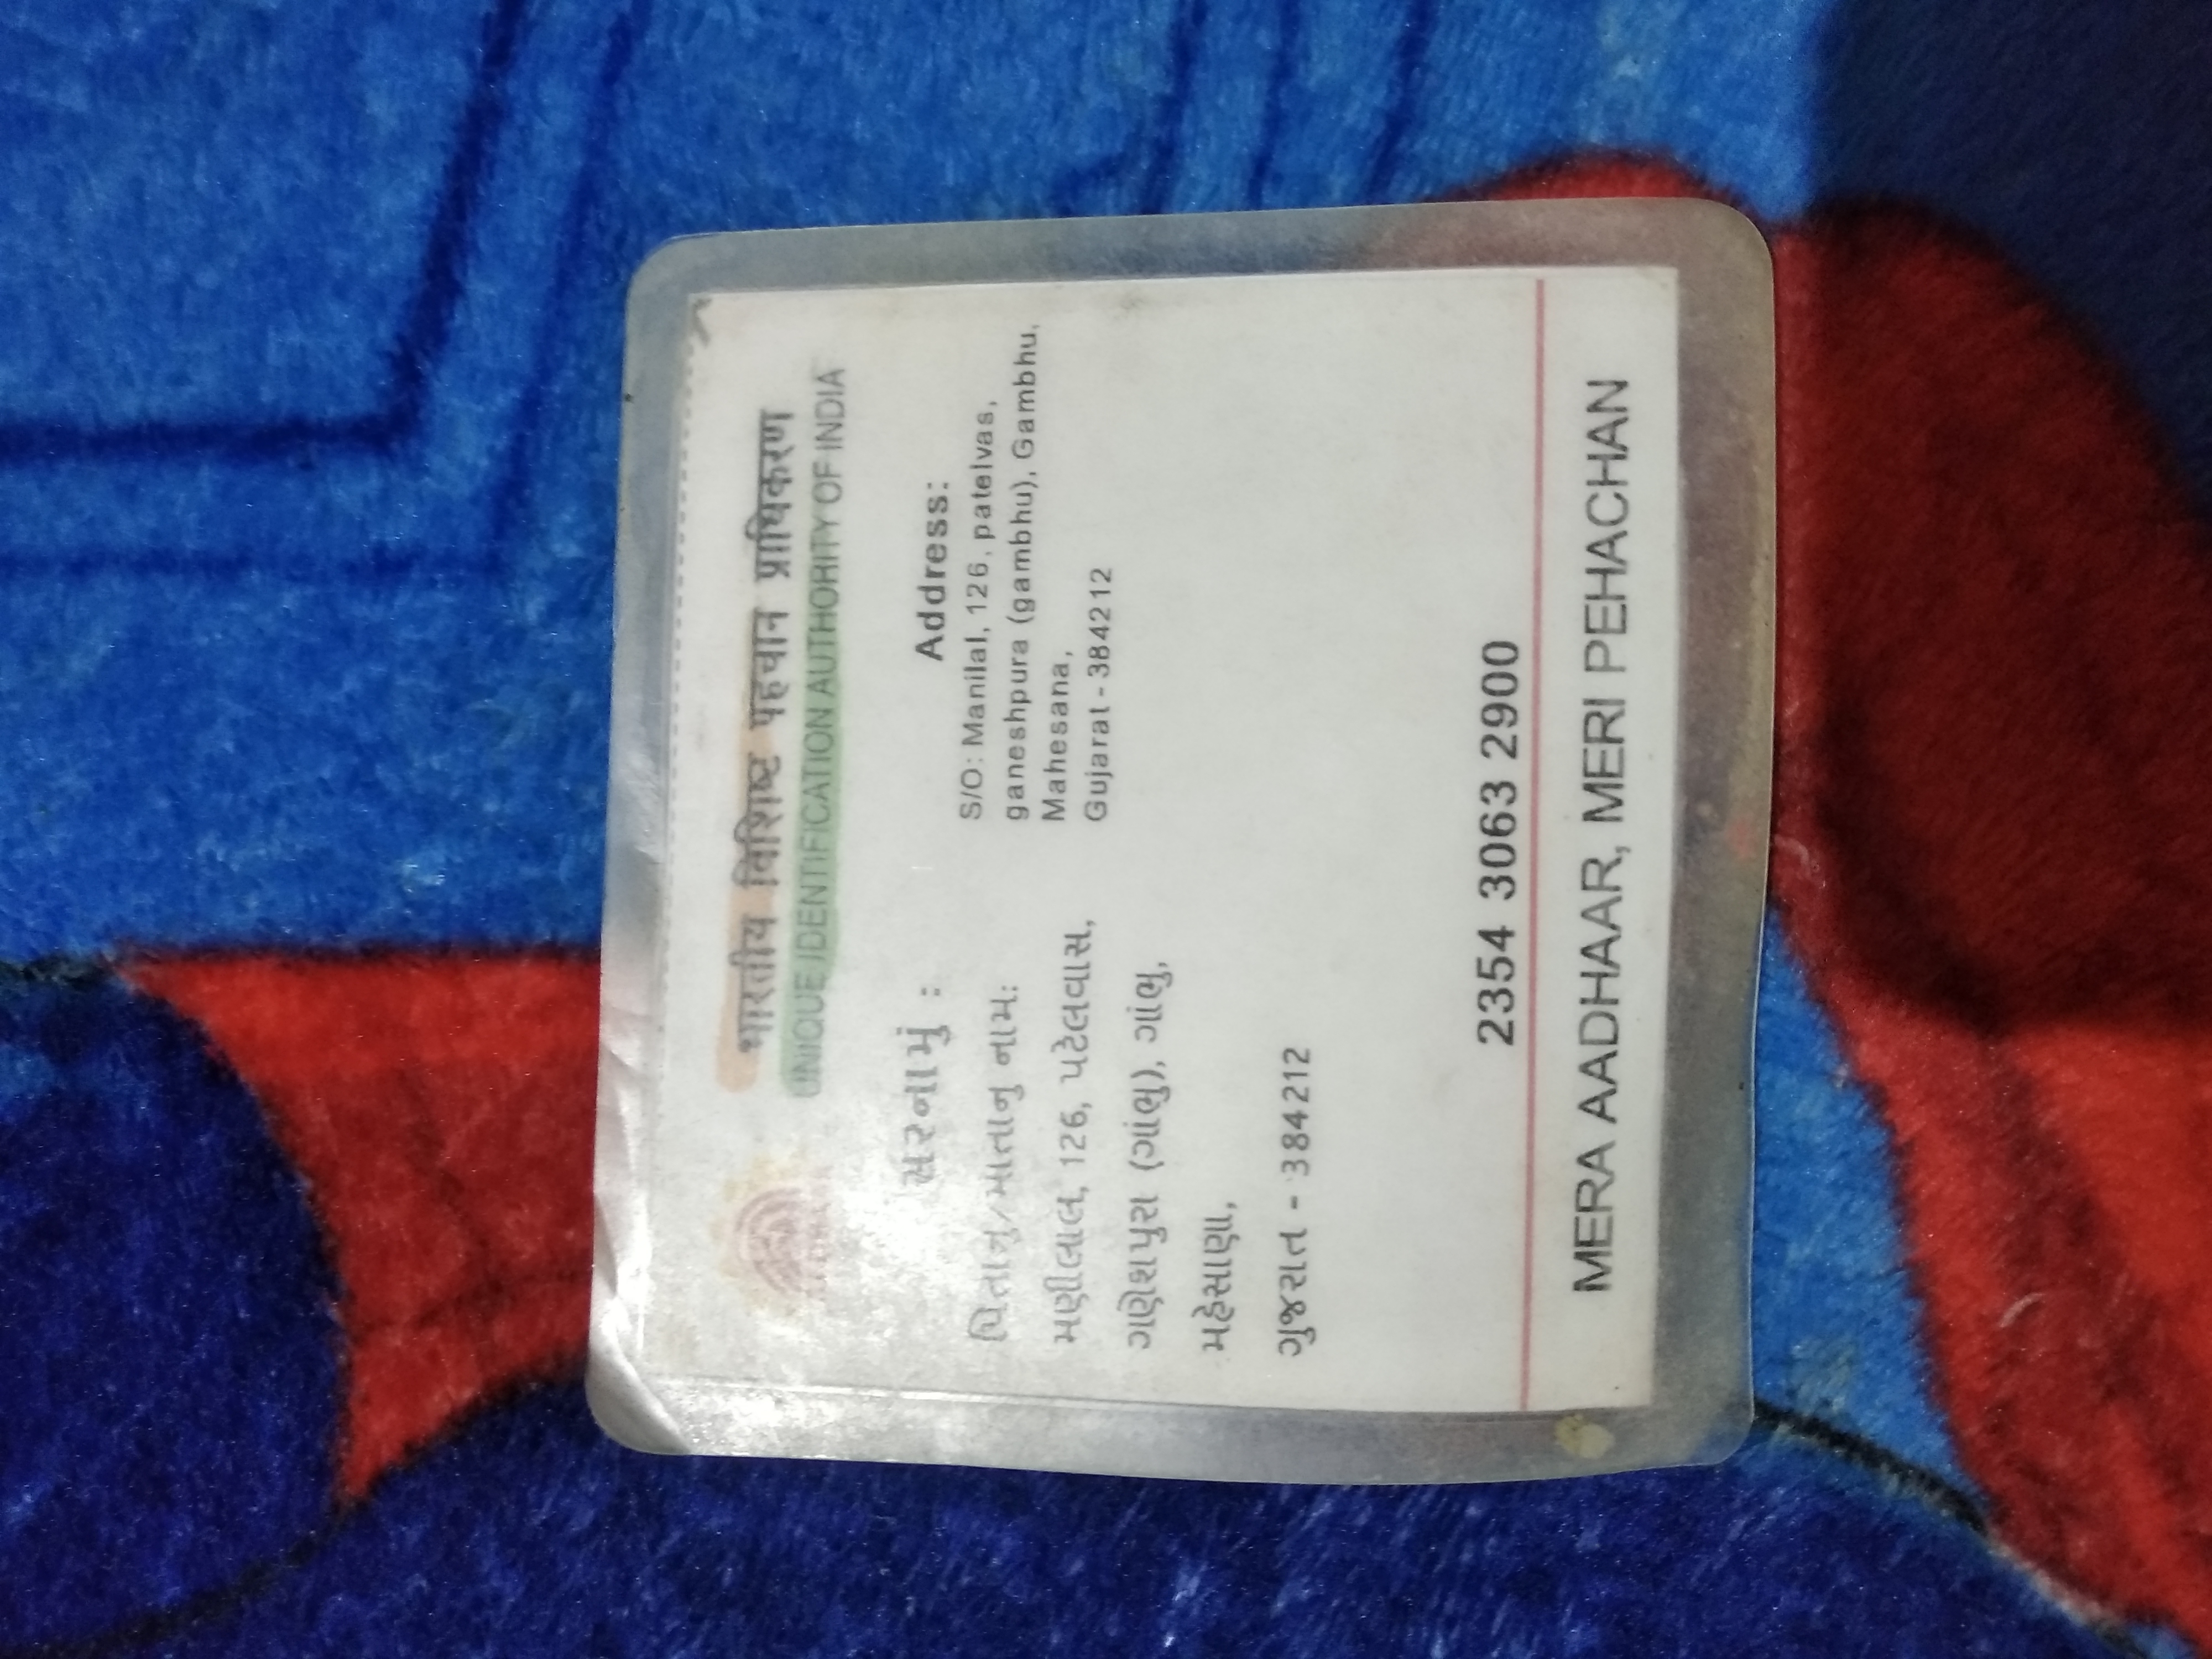 भारतीय विशिष्ट पहचान प्राधिकरण
UNIQUE IDENTIFICATION AUTHORITY OF INDIA
સરનામું :
પિતાનુ/માતાનુ નામ:
મણીલાલ, 126, પટેલવાસ,
ગણેશપુરા (ગાંભુ), ગાંભુ,
મહેસાણા,
ગુજરાત - 384212
Address:
S/O: Manilal, 126, patelvas,
ganeshpura (gambhu), Gambhu,
Mahesana,
Gujarat - 384212
2354 3063 2900
MERA AADHAAR, MERI PEHACHAN